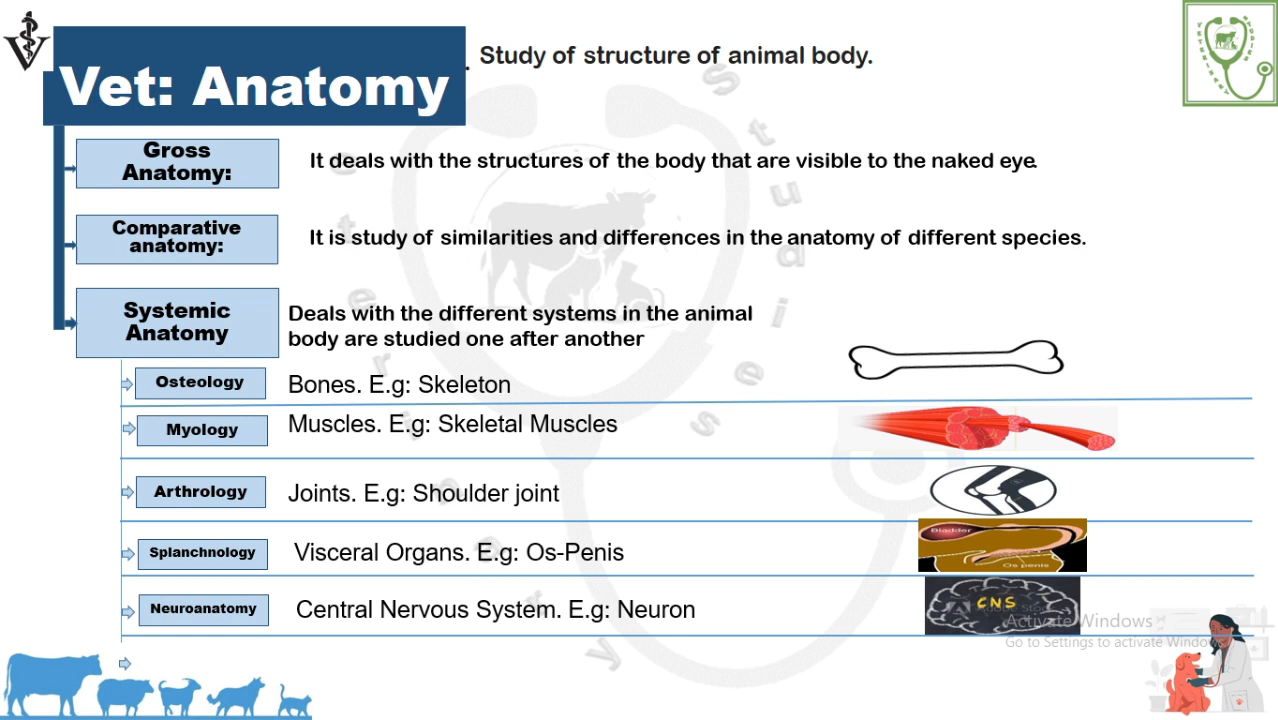 Study of structure of animal body.
Vet: Anatomy
Gross
Anatomy:
It deals with the structures of the body that are visible to the naked eye.
Comparative
anatomy:
It is study of similarities and differences in the anatomy of different species.
Systemic
Anatomy
Deals with the different systems in the animal
body are studied one after another
Osteology
Bones. E.g: Skeleton
Myology
Muscles. E.g: Skeletal Muscles
Arthrology
Joints. E.g: Shoulder joint
Splanchnology
Visceral Organs. E.g: Os-Penis
Bladder
Os penis
Neuroanatomy
Central Nervous System. E.g: Neuron
CNS
Activate Windows
Go to Settings to activate Windows.
Veterinary Studies